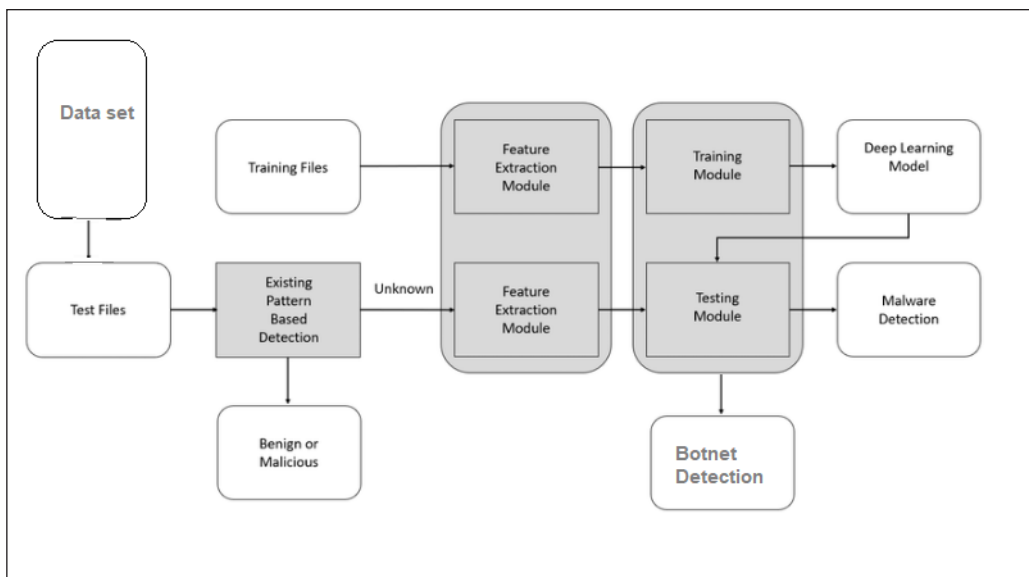 Data set
Training Files
Feature
Extraction
Module
Training
Module
Deep Learning
Model
Test Files
Existing
Pattern
Based
Detection
Unknown
Feature
Extraction
Module
Testing
Module
Malware
Detection
Benign or
Malicious
Botnet
Detection